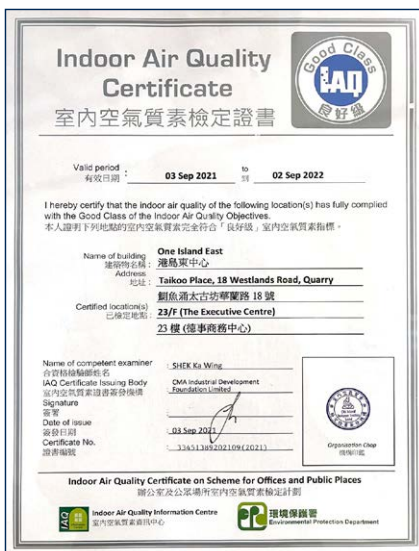 Indoor Air Quality
Certificate
室內空氣質素檢定證書
Good Class
IAQ
良好級
Valid period
有效日期 :
03 Sep 2021
to
到
02 Sep 2022
I hereby certify that the indoor air quality of the following location(s) has fully complied
with the Good Class of the Indoor Air Quality Objectives.
本人證明下列地點的室內空氣質素完全符合「良好級」室內空氣質素指標。
Name of building
建築物名稱 :
One Island East
港島東中心
Address
地址 :
Taikoo Place, 18 Westlands Road, Quarry
鰂魚涌太古坊華蘭路 18 號
Certified location(s)
已檢定地點 :
23/F (The Executive Centre)
23 樓 (德事商務中心)
Name of competent examiner
合資格檢驗師姓名
: SHEK Ka Wing
IAQ Certificate Issuing Body
室內空氣質素證書簽發機構
: CMA Industrial Development
Foundation Limited
Signature
簽署
Date of issue
簽發日期
: 03 Sep 2021
Certificate No.
證書編號
: 33451389202109(2021)
Organization Chop
機構印鑑
Indoor Air Quality Certificate on Scheme for Offices and Public Places
辦公室及公眾場所室內空氣質素檢定計劃
IAQ
Indoor Air Quality Information Centre
室內空氣質素資訊中心
環境保護署
Environmental Protection Department